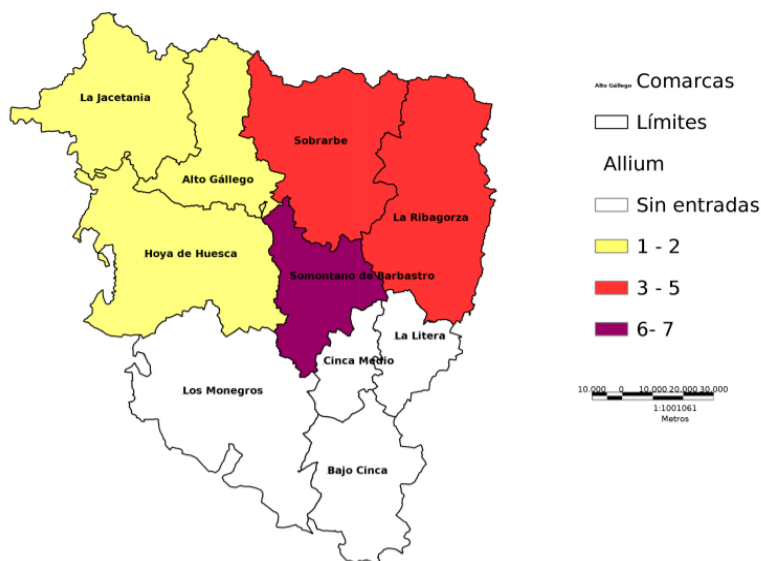 La Jacetania
Sobrarbe
Alto Gállego
La Ribagorza
Hoya de Huesca
Somontano de Barbastro
La Litera
Cinca Medio
Los Monegros
Bajo Cinca
Alto Gállego Comarcas
Límites
Allium
Sin entradas
1 - 2
3 - 5
6- 7
10.000 0 10.000 20.000 30.000
1:1001061
Metros